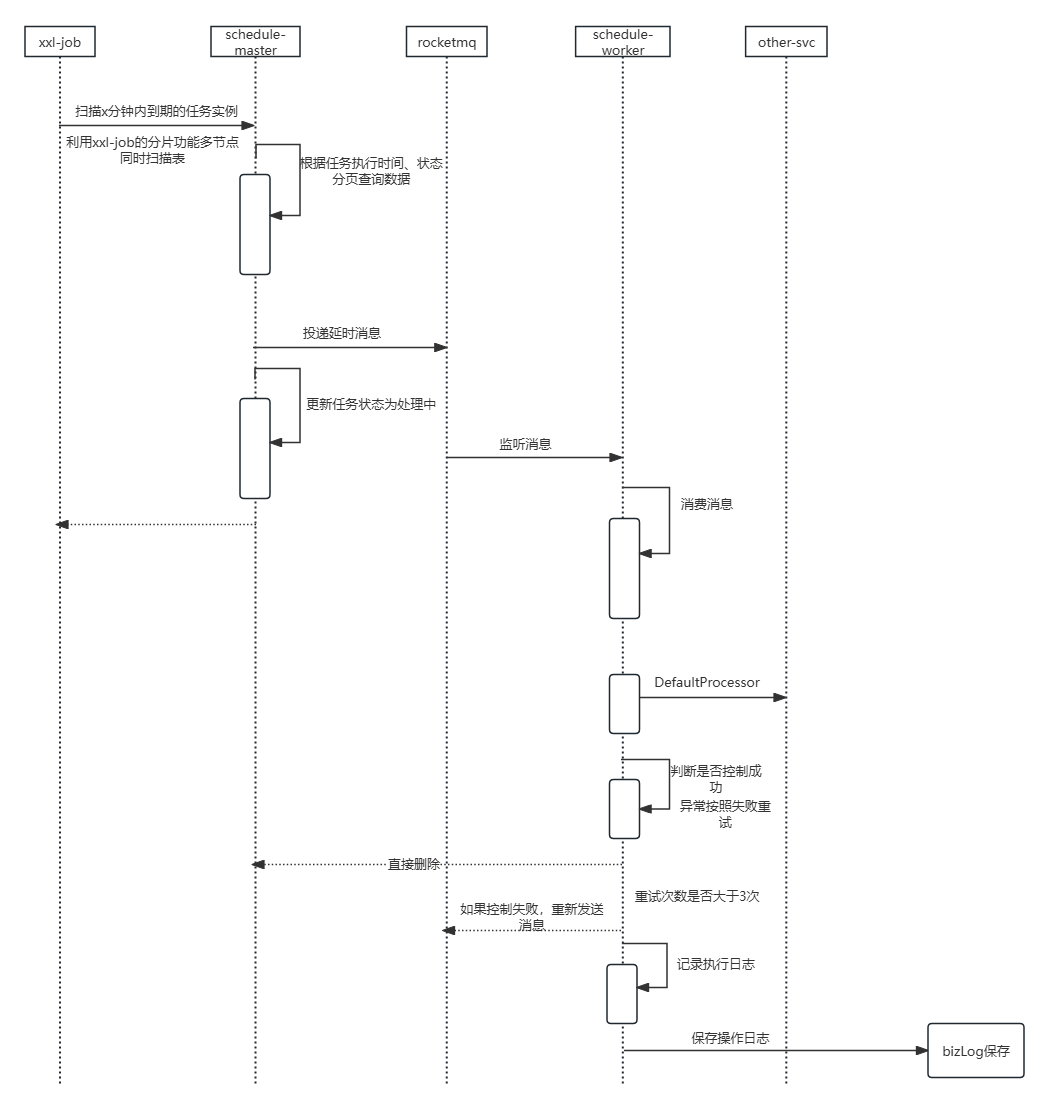 xxl-job
schedule-
master
rocketmq
schedule-
worker
other-svc
扫描x分钟内到期的任务实例
利用xxl-job的分片功能多节点
同时扫描表
根据任务执行时间、状态
分页查询数据
投递延时消息
更新任务状态为处理中
监听消息
消费消息
DefaultProcessor
判断是否控制成
功
异常按照失败重
试
直接删除
重试次数是否大于3次
如果控制失败，重新发送
消息
记录执行日志
保存操作日志
bizLog保存